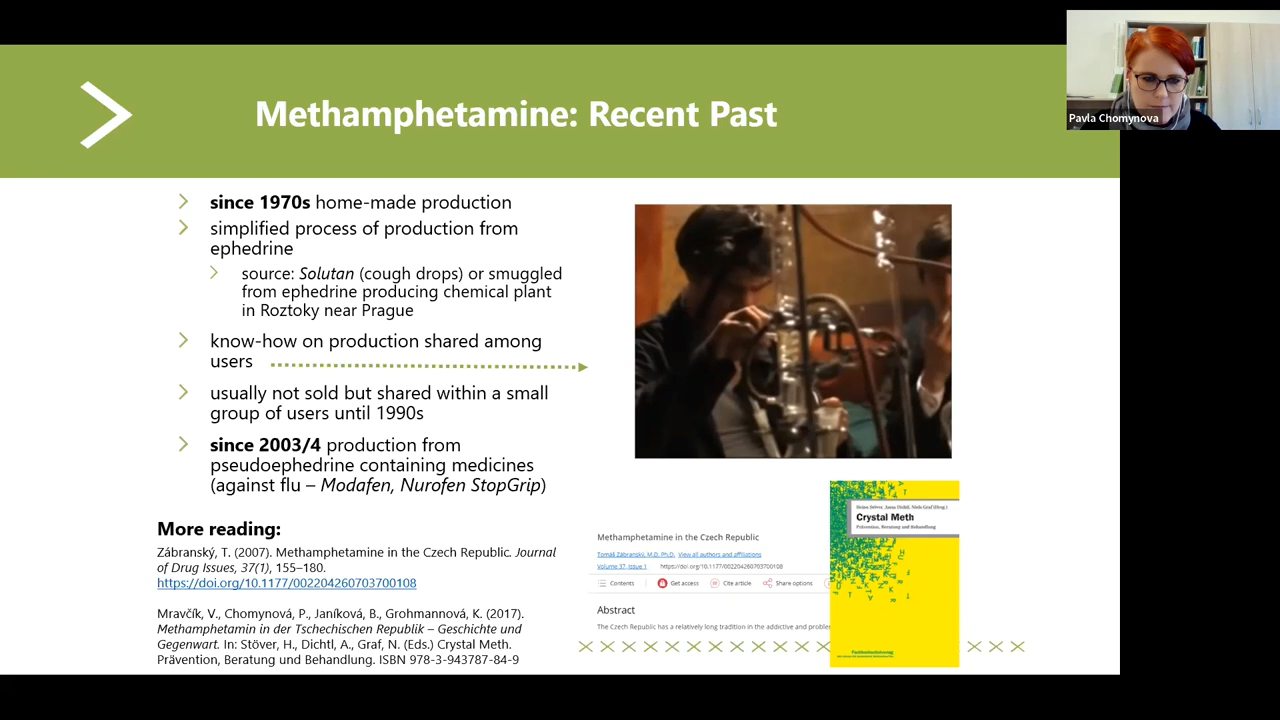 Methamphetamine: Recent Past
Pavla Chomynova
since 1970s home-made production
simplified process of production from
ephedrine
source: Solutan (cough drops) or smuggled
from ephedrine producing chemical plant
in Roztoky near Prague
know-how on production shared among
users
usually not sold but shared within a small
group of users until 1990s
since 2003/4 production from
pseudoephedrine containing medicines
(against flu – Modafen, Nurofen StopGrip)
More reading:
Zábranský, T. (2007). Methamphetamine in the Czech Republic. Journal
of Drug Issues, 37(1), 155–180.
https://doi.org/10.1177/002204260703700108
Mravčík, V., Chomynová, P., Janíková, B., Grohmannová, K. (2017).
Methamphetamin in der Tschechischen Republik – Geschichte und
Gegenwart. In: Stöver, H., Dichtl, A., Graf, N. (Eds.) Crystal Meth.
Prävention, Beratung und Behandlung. ISBN 978-3-943787-84-9
Methamphetamine in the Czech Republic
Tomáš Zábranský, M.D, Ph.D. View all authors and affiliations
Volume 37, Issue 1 https://doi.org/10.1177/002204260703700108
Contents Get access Cite article Share options
Abstract
The Czech Republic has a relatively long tradition in the addictive and
Crystal Meth
Prävention, Beratung und Behandlung